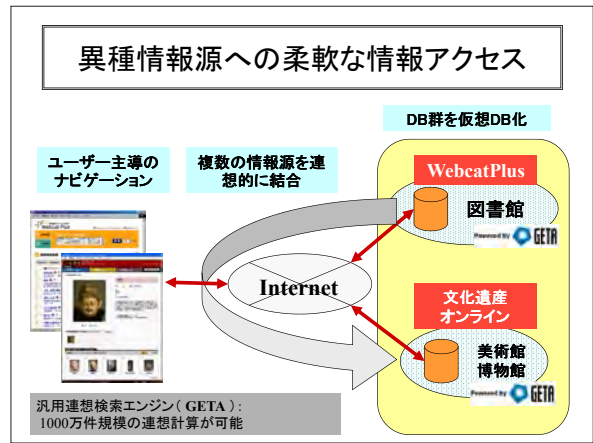 異種情報源への柔軟な情報アクセス
DB群を仮想DB化
ユーザー主導の
ナビゲーション
複数の情報源を連
想的に結合
WebcatPlus
図書館
Powered by GETA
Internet
文化遺産
オンライン
美術館
博物館
Powered by GETA
Webcat Plus
汎用連想検索エンジン( GETA ):
1000万件規模の連想計算が可能